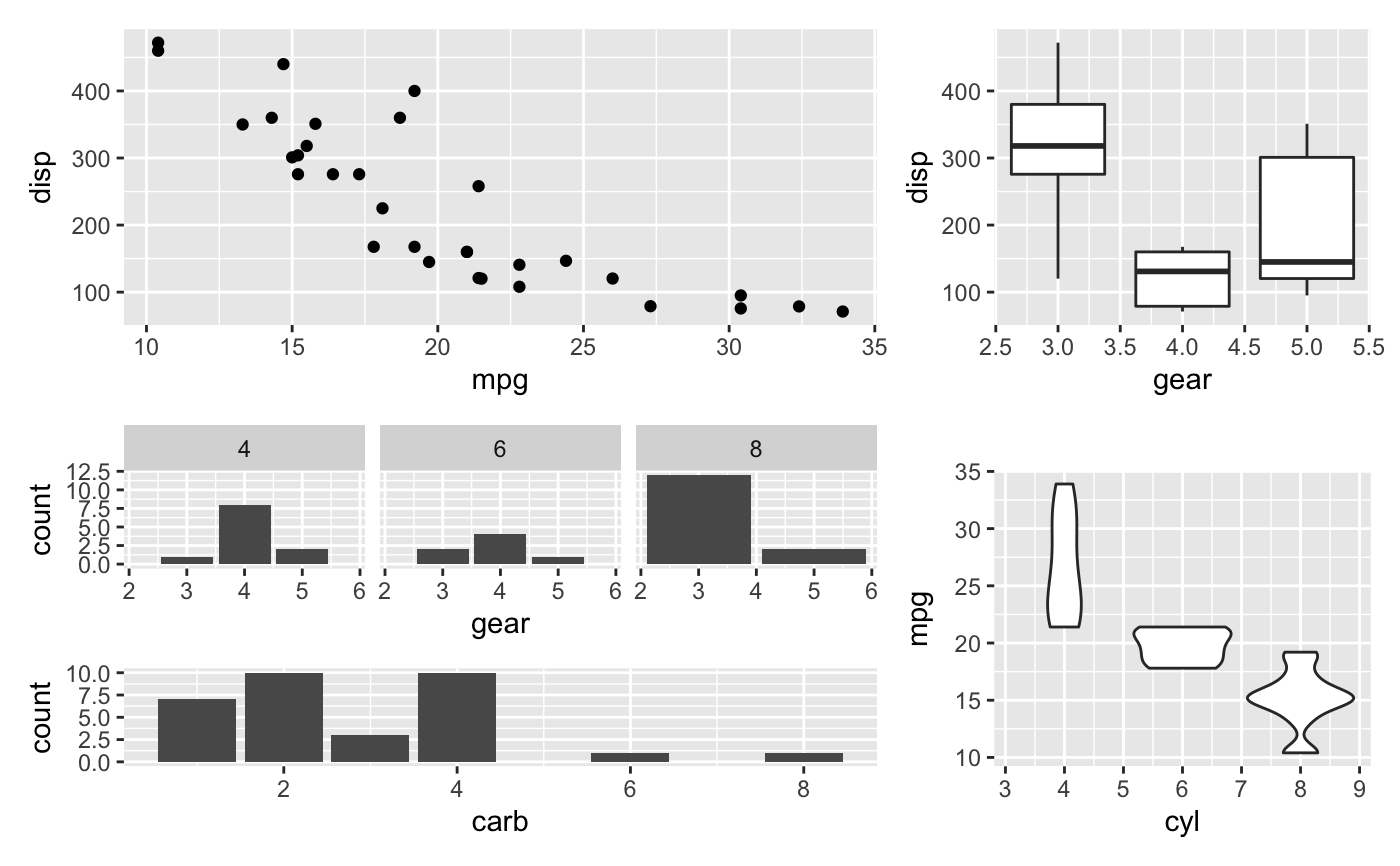 disp
400
300
200
100
10 15 20 25 30 35
mpg
disp
400
300
200
100
2.5 3.0 3.5 4.0 4.5 5.0 5.5
gear
4 6 8
count
12.5
10.0
7.5
5.0
2.5
0.0
2 3 4 5 6 2 3 4 5 6 2 3 4 5 6
gear
count
10.0
7.5
5.0
2.5
0.0
2 4 6 8
carb
mpg
35
30
25
20
15
10
3 4 5 6 7 8 9
cyl